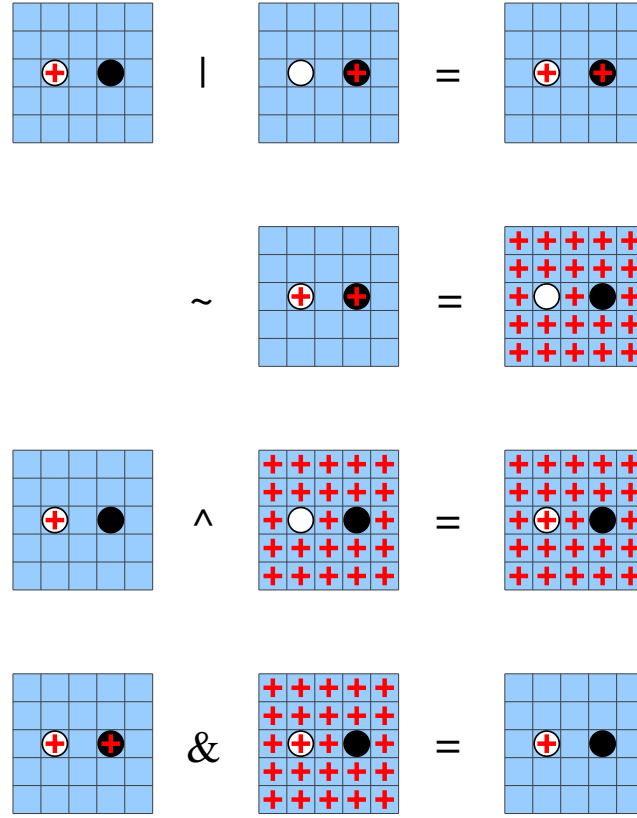 | =
~ =
^ =
& =